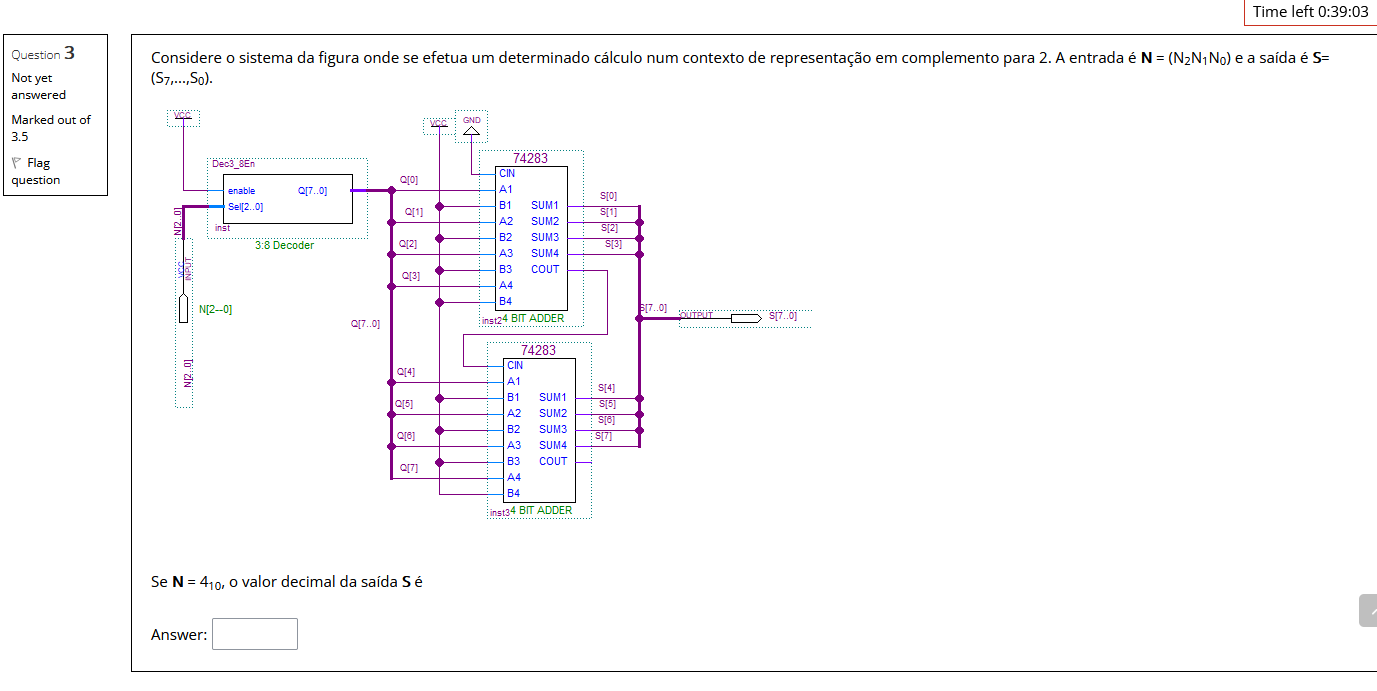 Time left 0:39:03
Question 3
Not yet
answered
Marked out of
3.5
Flag
question
Considere o sistema da figura onde se efetua um determinado cálculo num contexto de representação em complemento para 2. A entrada é N = (N₂N₁N₀) e a saída é S=
(S₇,...,S₀).
VCC
VCC
GND
Dec3_8En
enable
Q[7..0]
Sel[2..0]
inst
3:8 Decoder
N[2..0]
VCC
INPUT
N[2--0]
N[2..0]
Q[7..0]
Q[0]
Q[1]
Q[2]
Q[3]
74283
CIN
A1
B1 SUM1
A2 SUM2
B2 SUM3
A3 SUM4
B3 COUT
A4
B4
inst2 4 BIT ADDER
S[0]
S[1]
S[2]
S[3]
S[7..0]
OUTPUT
S[7..0]
Q[4]
Q[5]
Q[6]
Q[7]
74283
CIN
A1
B1 SUM1
A2 SUM2
B2 SUM3
A3 SUM4
B3 COUT
A4
B4
inst3 4 BIT ADDER
S[4]
S[5]
S[6]
S[7]
Se N = 4₁₀, o valor decimal da saída S é
Answer: